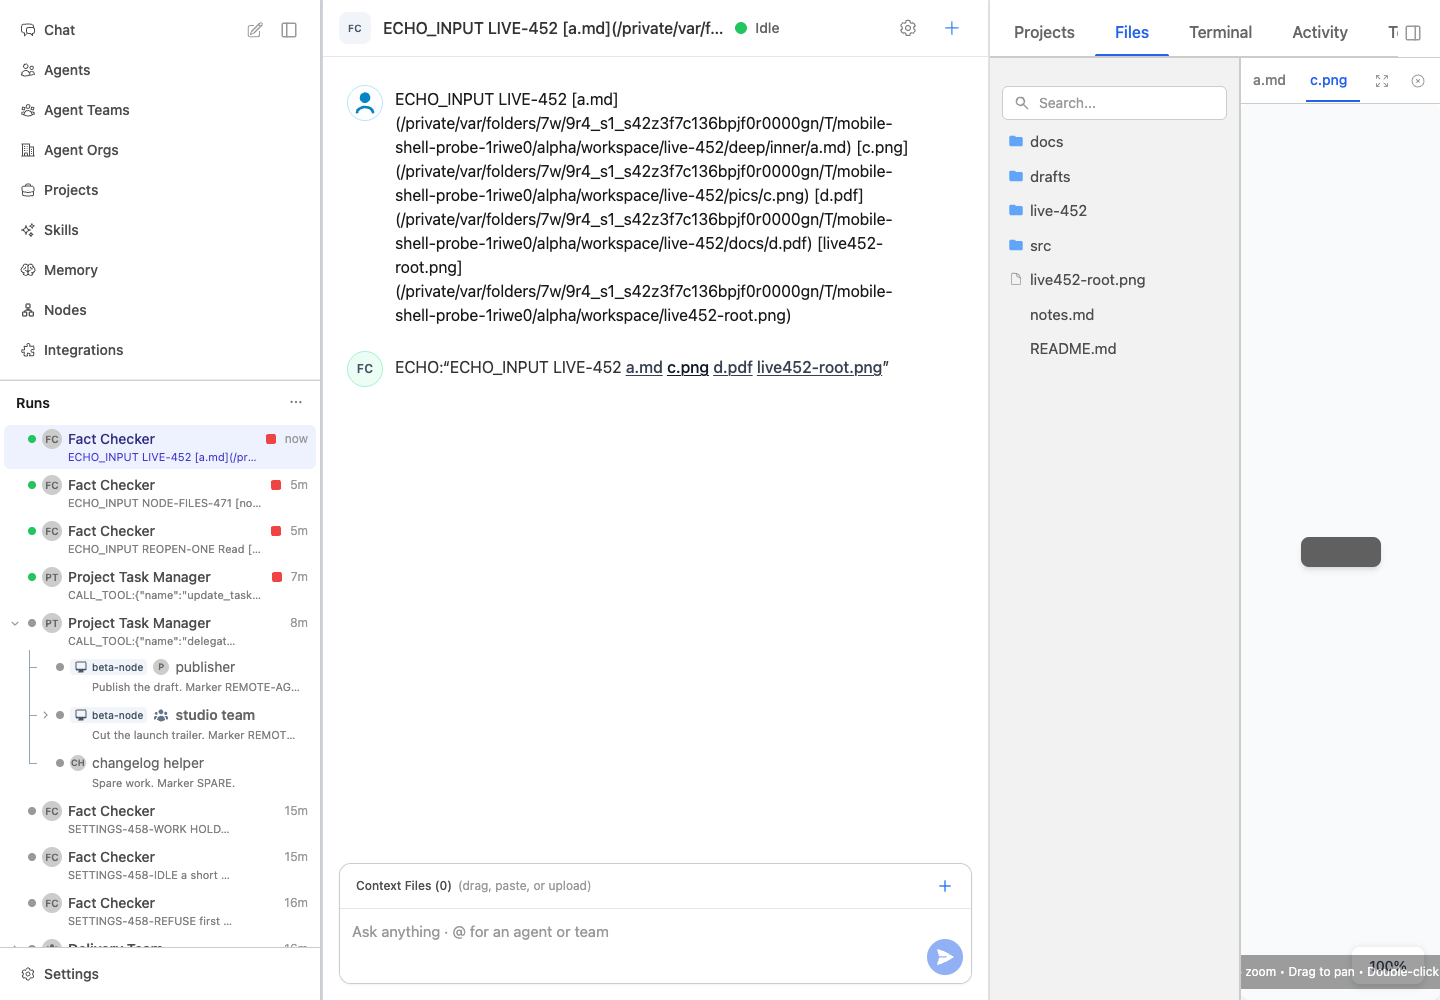 Chat
Agents
Agent Teams
Agent Orgs
Projects
Skills
Memory
Nodes
Integrations
Runs
Fact Checker now
ECHO_INPUT LIVE-452 [a.md](/pr...
Fact Checker 5m
ECHO_INPUT NODE-FILES-471 [no...
Fact Checker 5m
ECHO_INPUT REOPEN-ONE Read [...
Project Task Manager 7m
CALL_TOOL:{"name":"update_task...
Project Task Manager 8m
CALL_TOOL:{"name":"delegat...
beta-node P publisher
Publish the draft. Marker REMOTE-AG...
beta-node studio team
Cut the launch trailer. Marker REMOT...
CH changelog helper
Spare work. Marker SPARE.
FC Fact Checker 15m
SETTINGS-458-WORK HOLD...
FC Fact Checker 15m
SETTINGS-458-IDLE a short ...
FC Fact Checker 16m
SETTINGS-458-REFUSE first ...
Delivery Team 16m
Settings
FC ECHO_INPUT LIVE-452 [a.md](/private/var/f... Idle
ECHO_INPUT LIVE-452 [a.md]
(/private/var/folders/7w/9r4_s1_s42z3f7c136bpjf0r0000gn/T/mobile-
shell-probe-1riwe0/alpha/workspace/live-452/deep/inner/a.md) [c.png]
(/private/var/folders/7w/9r4_s1_s42z3f7c136bpjf0r0000gn/T/mobile-
shell-probe-1riwe0/alpha/workspace/live-452/pics/c.png) [d.pdf]
(/private/var/folders/7w/9r4_s1_s42z3f7c136bpjf0r0000gn/T/mobile-
shell-probe-1riwe0/alpha/workspace/live-452/docs/d.pdf) [live452-
root.png]
(/private/var/folders/7w/9r4_s1_s42z3f7c136bpjf0r0000gn/T/mobile-
shell-probe-1riwe0/alpha/workspace/live452-root.png)
FC ECHO:“ECHO_INPUT LIVE-452 a.md c.png d.pdf live452-root.png”
Context Files (0) (drag, paste, or upload)
Ask anything · @ for an agent or team
Projects Files Terminal Activity
Search...
docs
drafts
live-452
src
live452-root.png
notes.md
README.md
a.md c.png
100%
zoom • Drag to pan • Double-click